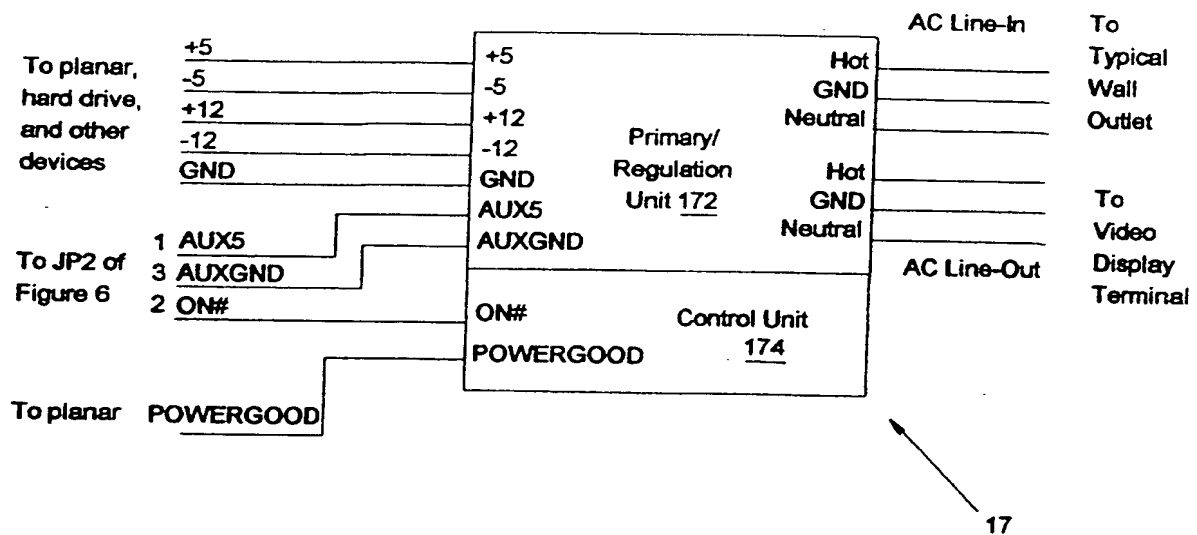 AC Line-In
To
Typical
Wall
Outlet
To planar,
hard drive,
and other
devices
+5
-5
+12
-12
GND
+5
-5
+12
-12
GND
AUX5
AUXGND
Primary/
Regulation
Unit 172
Hot
GND
Neutral
Hot
GND
Neutral
To
Video
Display
Terminal
AC Line-Out
To JP2 of
Figure 6
1 AUX5
3 AUXGND
2 ON#
ON#
POWERGOOD
Control Unit
174
To planar POWERGOOD
17